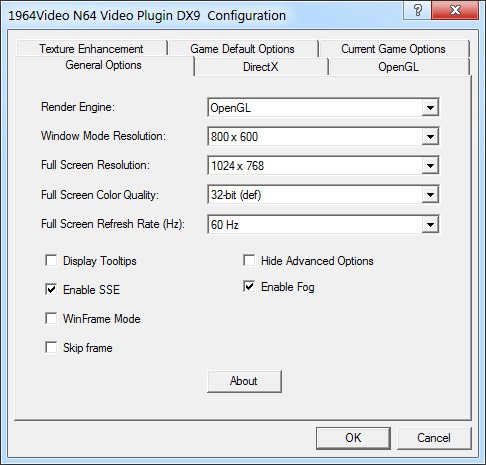 1964Video N64 Video Plugin DX9  Configuration
?
Texture Enhancement
Game Default Options
Current Game Options
General Options
DirectX
OpenGL
Render Engine:
OpenGL
Window Mode Resolution:
800 x 600
Full Screen Resolution:
1024 x 768
Full Screen Color Quality:
32-bit (def)
Full Screen Refresh Rate (Hz):
60 Hz
Display Tooltips
Hide Advanced Options
Enable SSE
Enable Fog
WinFrame Mode
Skip frame
About
OK
Cancel